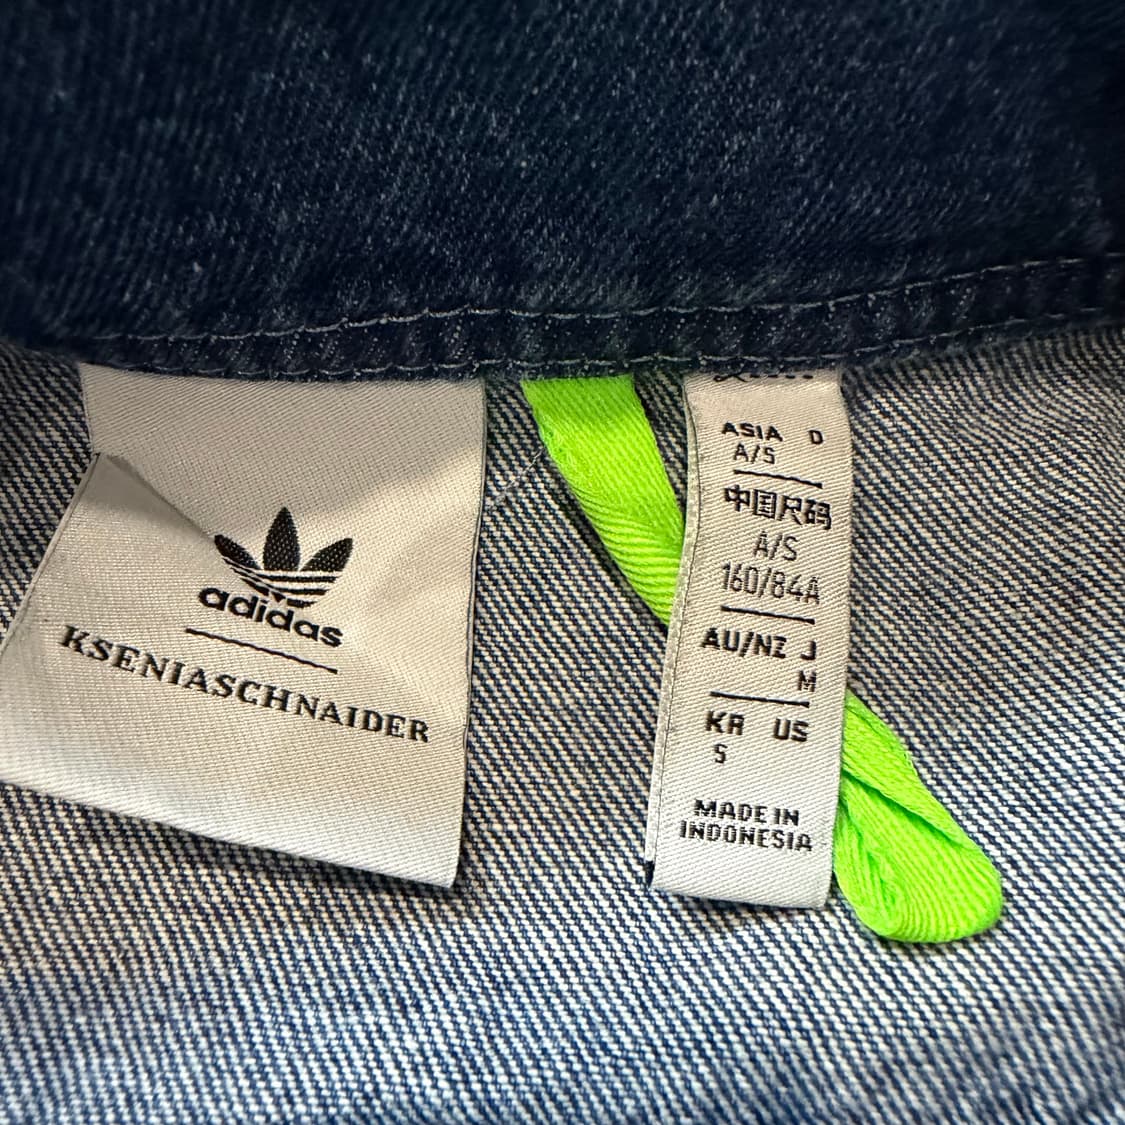 adidas
KSENIASCHNAIDER
ASIA D
A/S
中国尺码
A/S
160/84A
AU/NZ J
M
KR US
S
MADE IN
INDONESIA